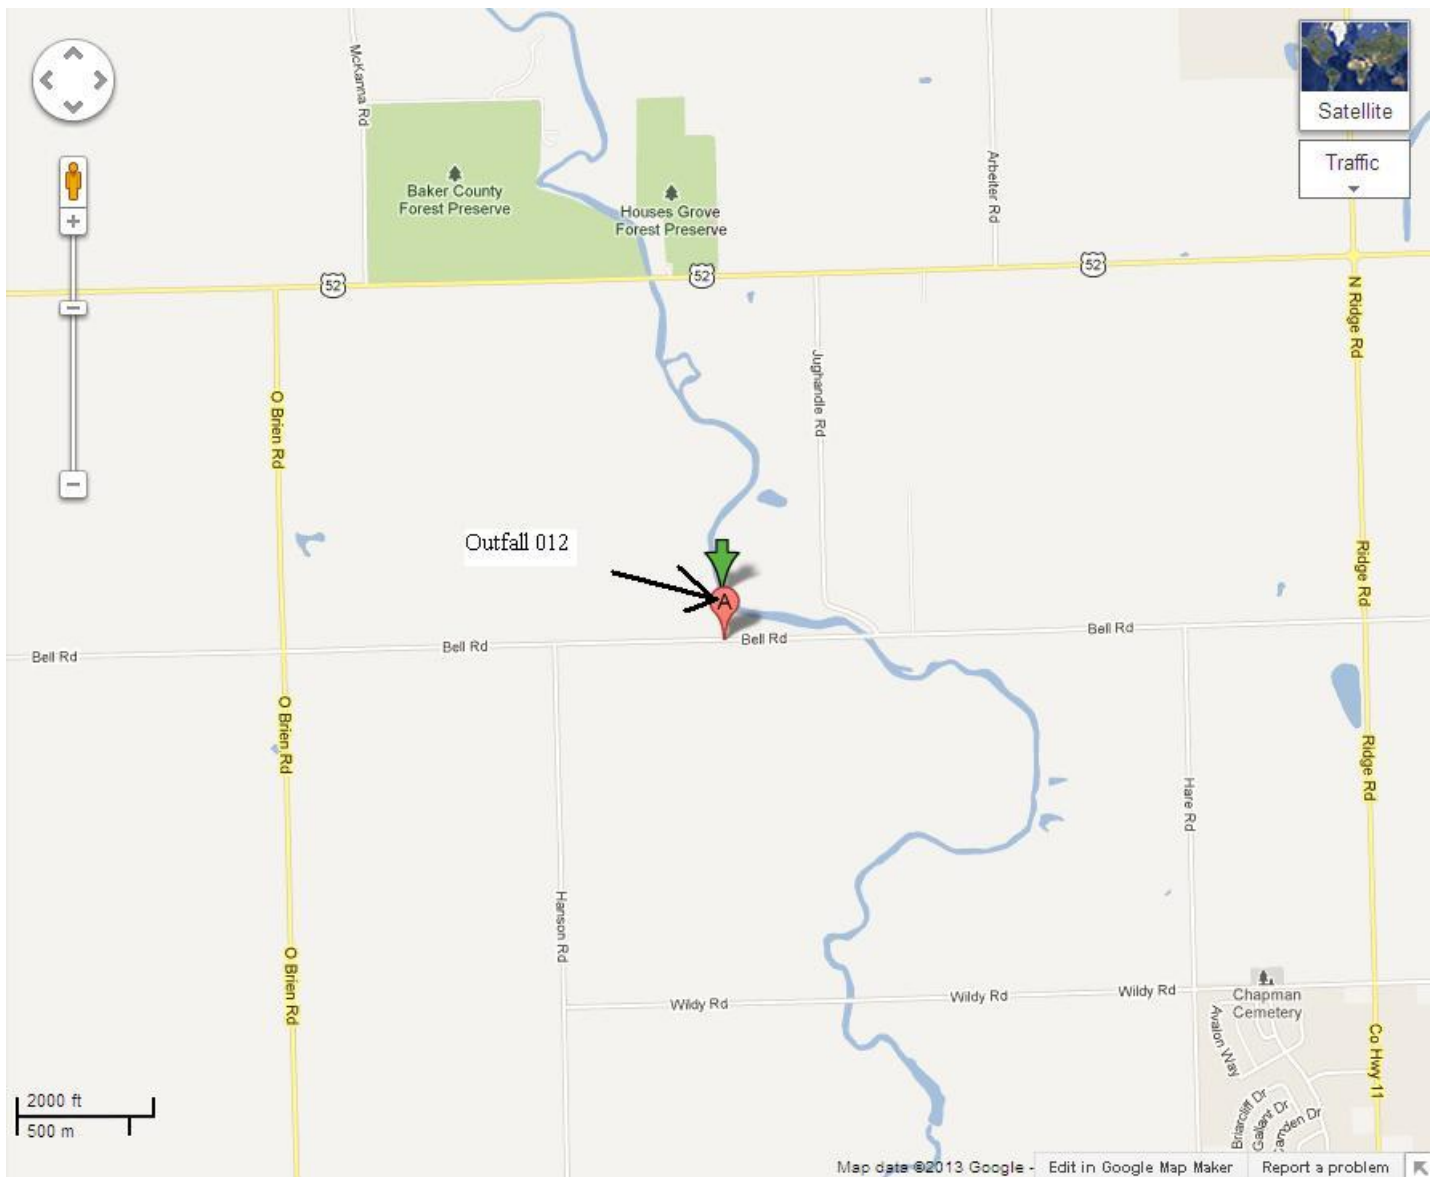 McKanna Rd
Satellite
Traffic
Baker County
Forest Preserve
Houses Grove
Forest Preserve
Arbeiter Rd
52
52
52
N Ridge Rd
O Brien Rd
Jughandle Rd
Outfall 012
A
Ridge Rd
Bell Rd
Bell Rd
Bell Rd
Bell Rd
O Brien Rd
Ridge Rd
Hare Rd
Hanson Rd
O Brien Rd
Wildy Rd
Wildy Rd
Wildy Rd
Chapman
Cemetery
Avalon Way
Co Hwy 11
Briarcliff Dr
Gallant Dr
Camden Dr
2000 ft
500 m
Map data ©2013 Google -
Edit in Google Map Maker
Report a problem